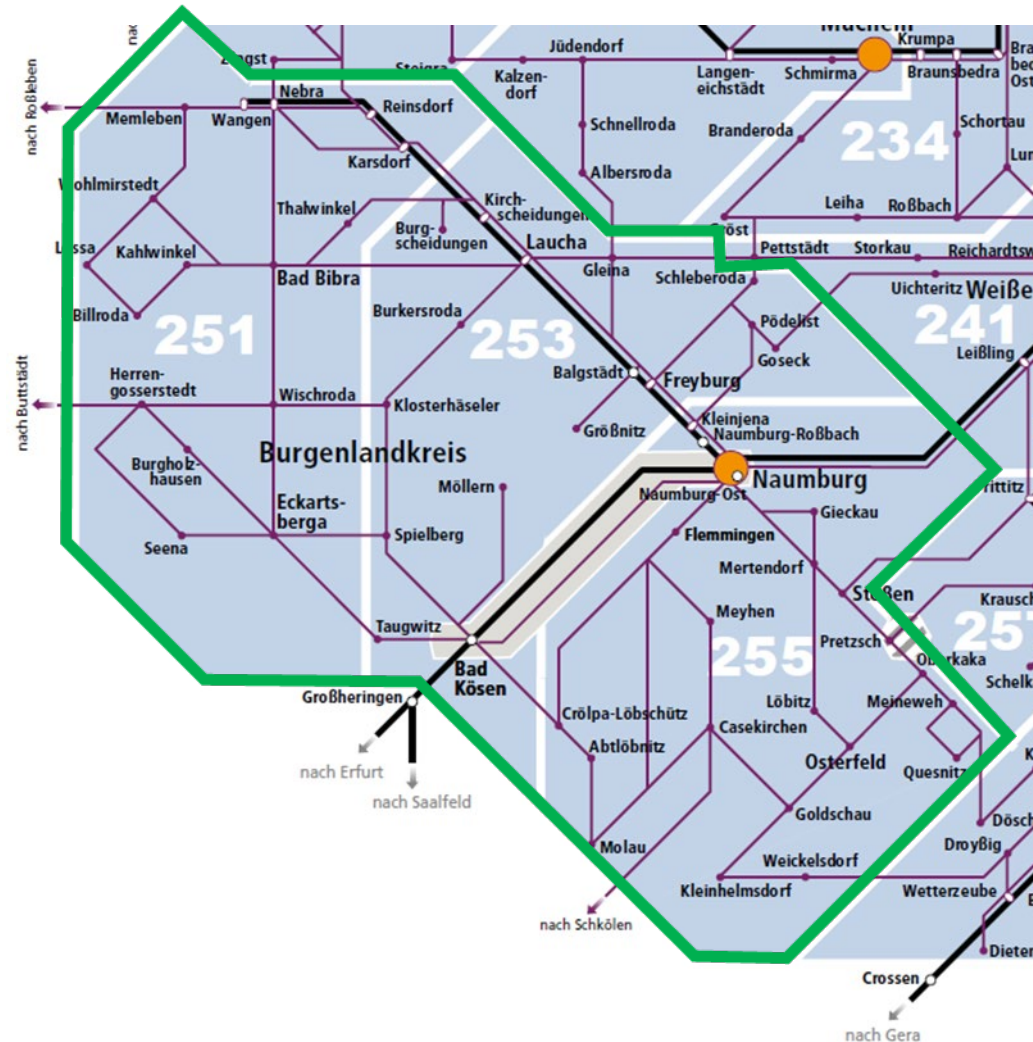 Jüdendorf
Krumpa
Steigra
Kalzen-
dorf
Langen-
eichstädt
Schmirma
Braunsbedra
Ost
nach Roßleben
Nebra
Memleben
Wangen
Reinsdorf
Schnellroda
Branderoda
234
Schortau
Karsdorf
Albersroda
Wohlmirstedt
Thalwinkel
Kirch-
scheidungen
Burg-
scheidungen
Leiha
Roßbach
Kahlwinkel
Laucha
Gleina
Pettstädt
Storkau
Bad Bibra
Schleberoda
Uichteritz
Billroda
251
Burkersroda
253
Pödelist
Goseck
241
Leißling
nach Buttstädt
Herren-
gosserstedt
Balgstädt
Freyburg
Wischroda
Klosterhäseler
Größnitz
Kleinjena
Naumburg-Roßbach
Burgholz-
hausen
Burgenlandkreis
Möllern
Naumburg
Naumburg-Ost
Eckarts-
berga
Gieckau
Seena
Spielberg
Flemmingen
Mertendorf
Stößen
Taugwitz
Meyhen
Pretzsch
255
Oberkaka
Bad
Kösen
Großheringen
Löbitz
Meineweh
Crölpa-Löbschütz
Casekirchen
Abtlöbnitz
Osterfeld
Quesnitz
nach Erfurt
nach Saalfeld
Goldschau
Molau
Droyßig
Weickelsdorf
Kleinhelmsdorf
Wetterzeube
nach Schkölen
Crossen
nach Gera